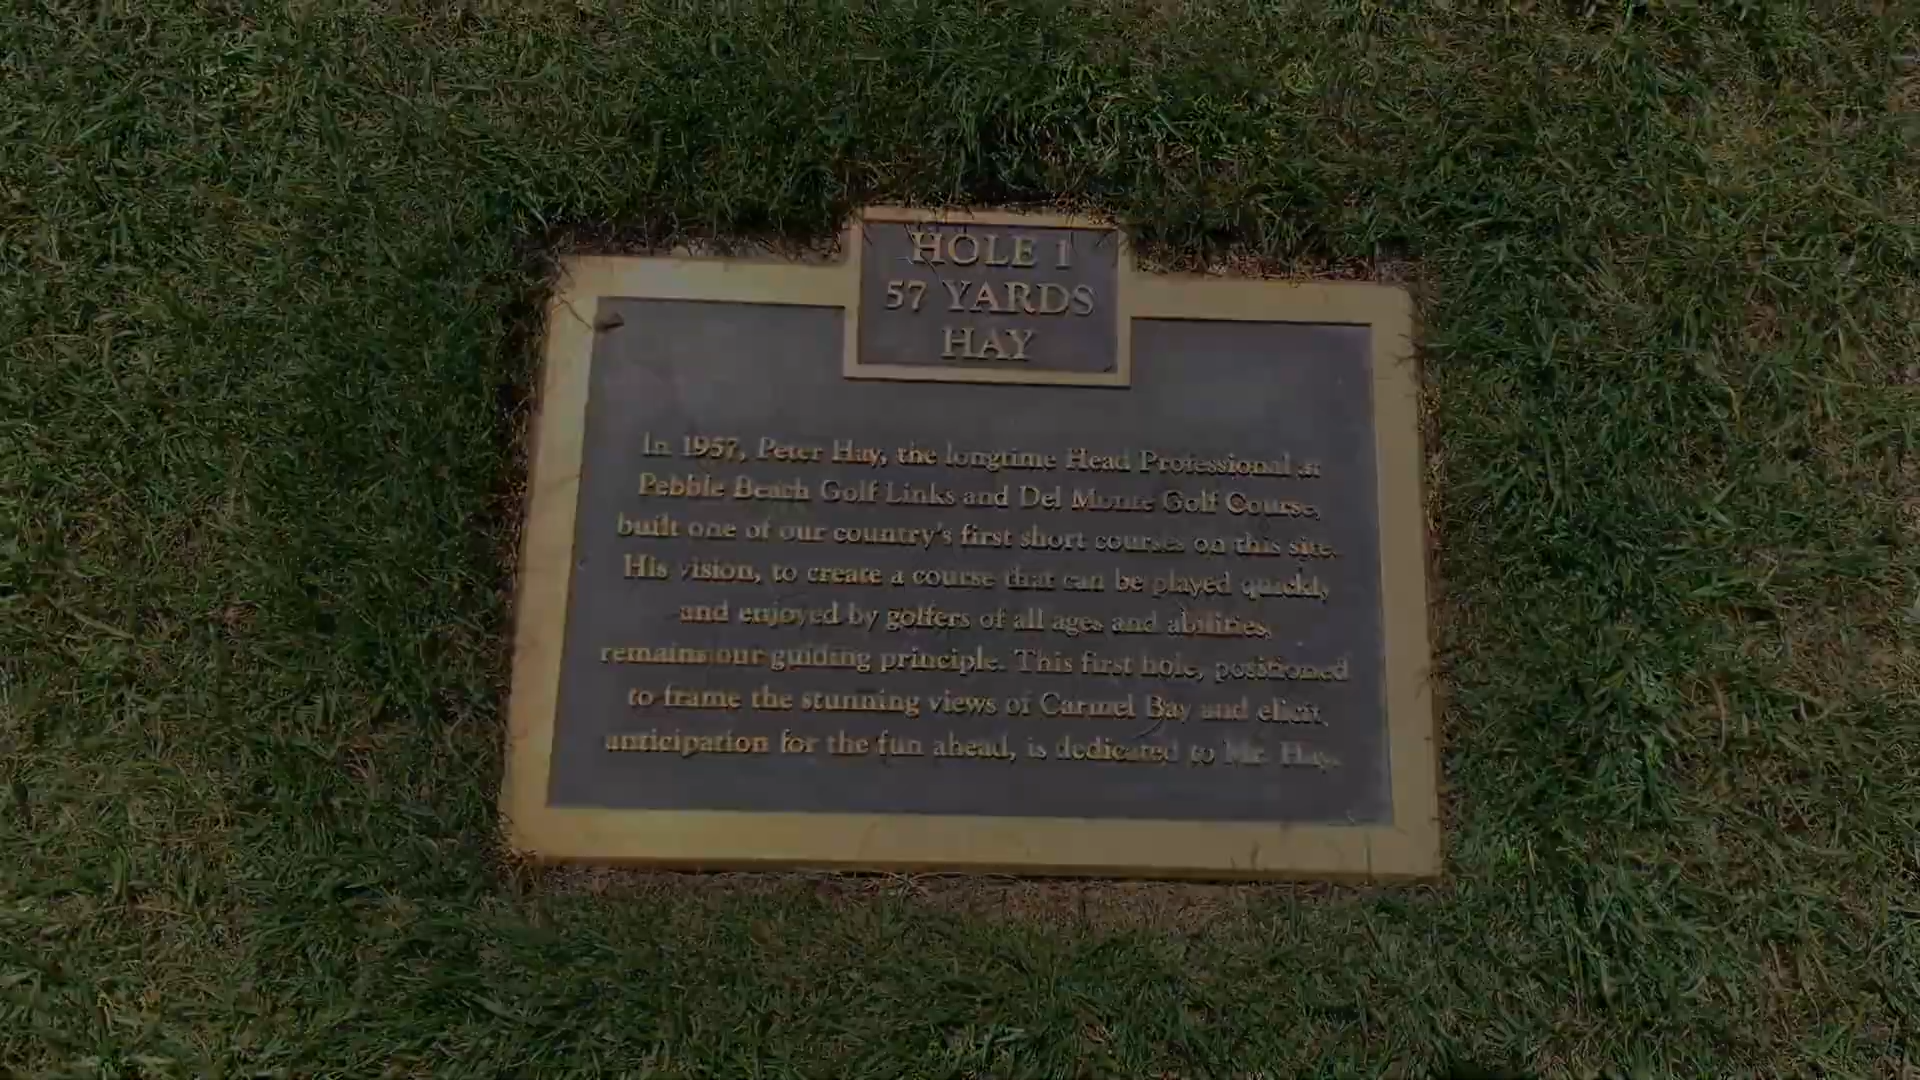 HOLE 1
57 YARDS
HAY
In 1957, Peter Hay, the longtime Head Professional at
Pebble Beach Golf Links and Del Monte Golf Course,
built one of our country's first short courses on this site.
His vision, to create a course that can be played quickly
and enjoyed by golfers of all ages and abilities,
remains our guiding principle. This first hole, positioned
to frame the stunning views of Carmel Bay and elicit
anticipation for the fun ahead, is dedicated to Mr. Hay.